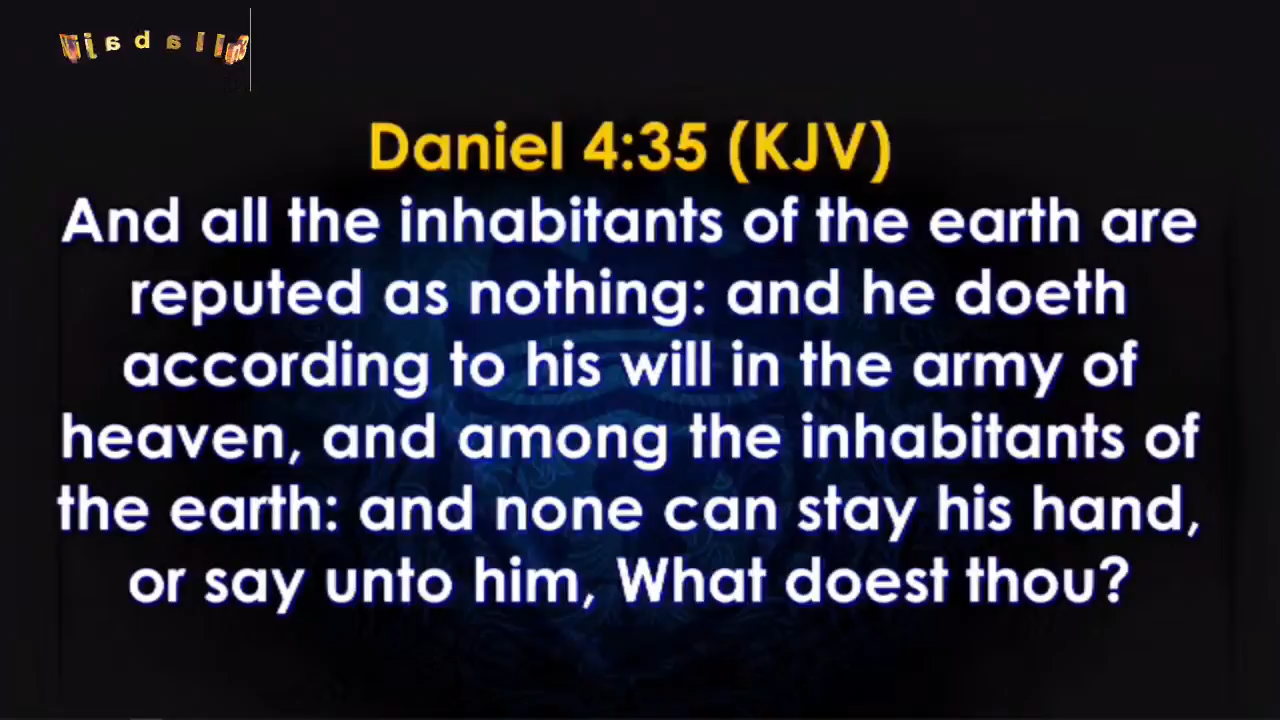 Daniel 4:35 (KJV)
And all the inhabitants of the earth are
reputed as nothing: and he doeth
according to his will in the army of
heaven, and among the inhabitants of
the earth: and none can stay his hand,
or say unto him, What doest thou?